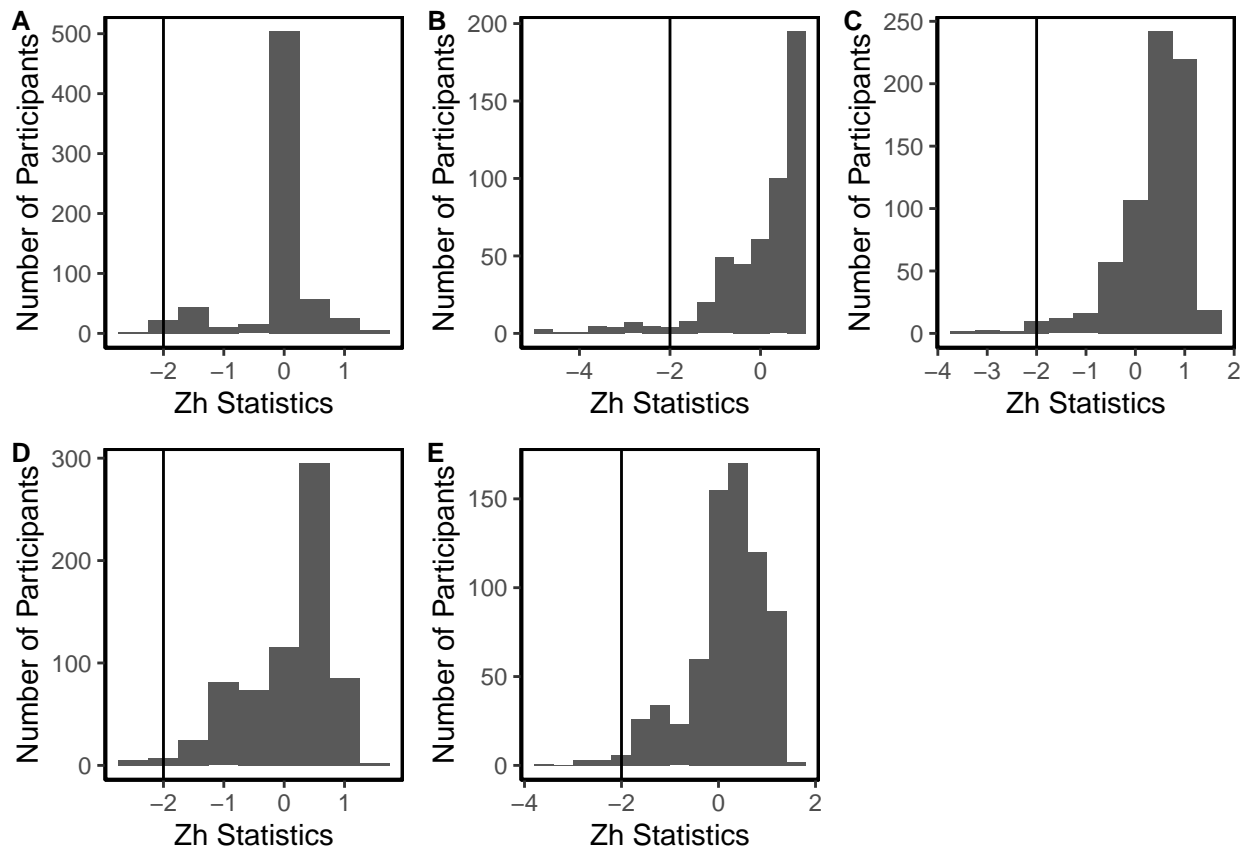 A
Number of Participants
500
400
300
200
100
0
−2 −1 0 1
Zh Statistics
B
Number of Participants
200
150
100
50
0
−4 −2 0
Zh Statistics
C
Number of Participants
250
200
150
100
50
0
−4 −3 −2 −1 0 1 2
Zh Statistics
D
Number of Participants
300
200
100
0
−2 −1 0 1
Zh Statistics
E
Number of Participants
150
100
50
0
−4 −2 0 2
Zh Statistics